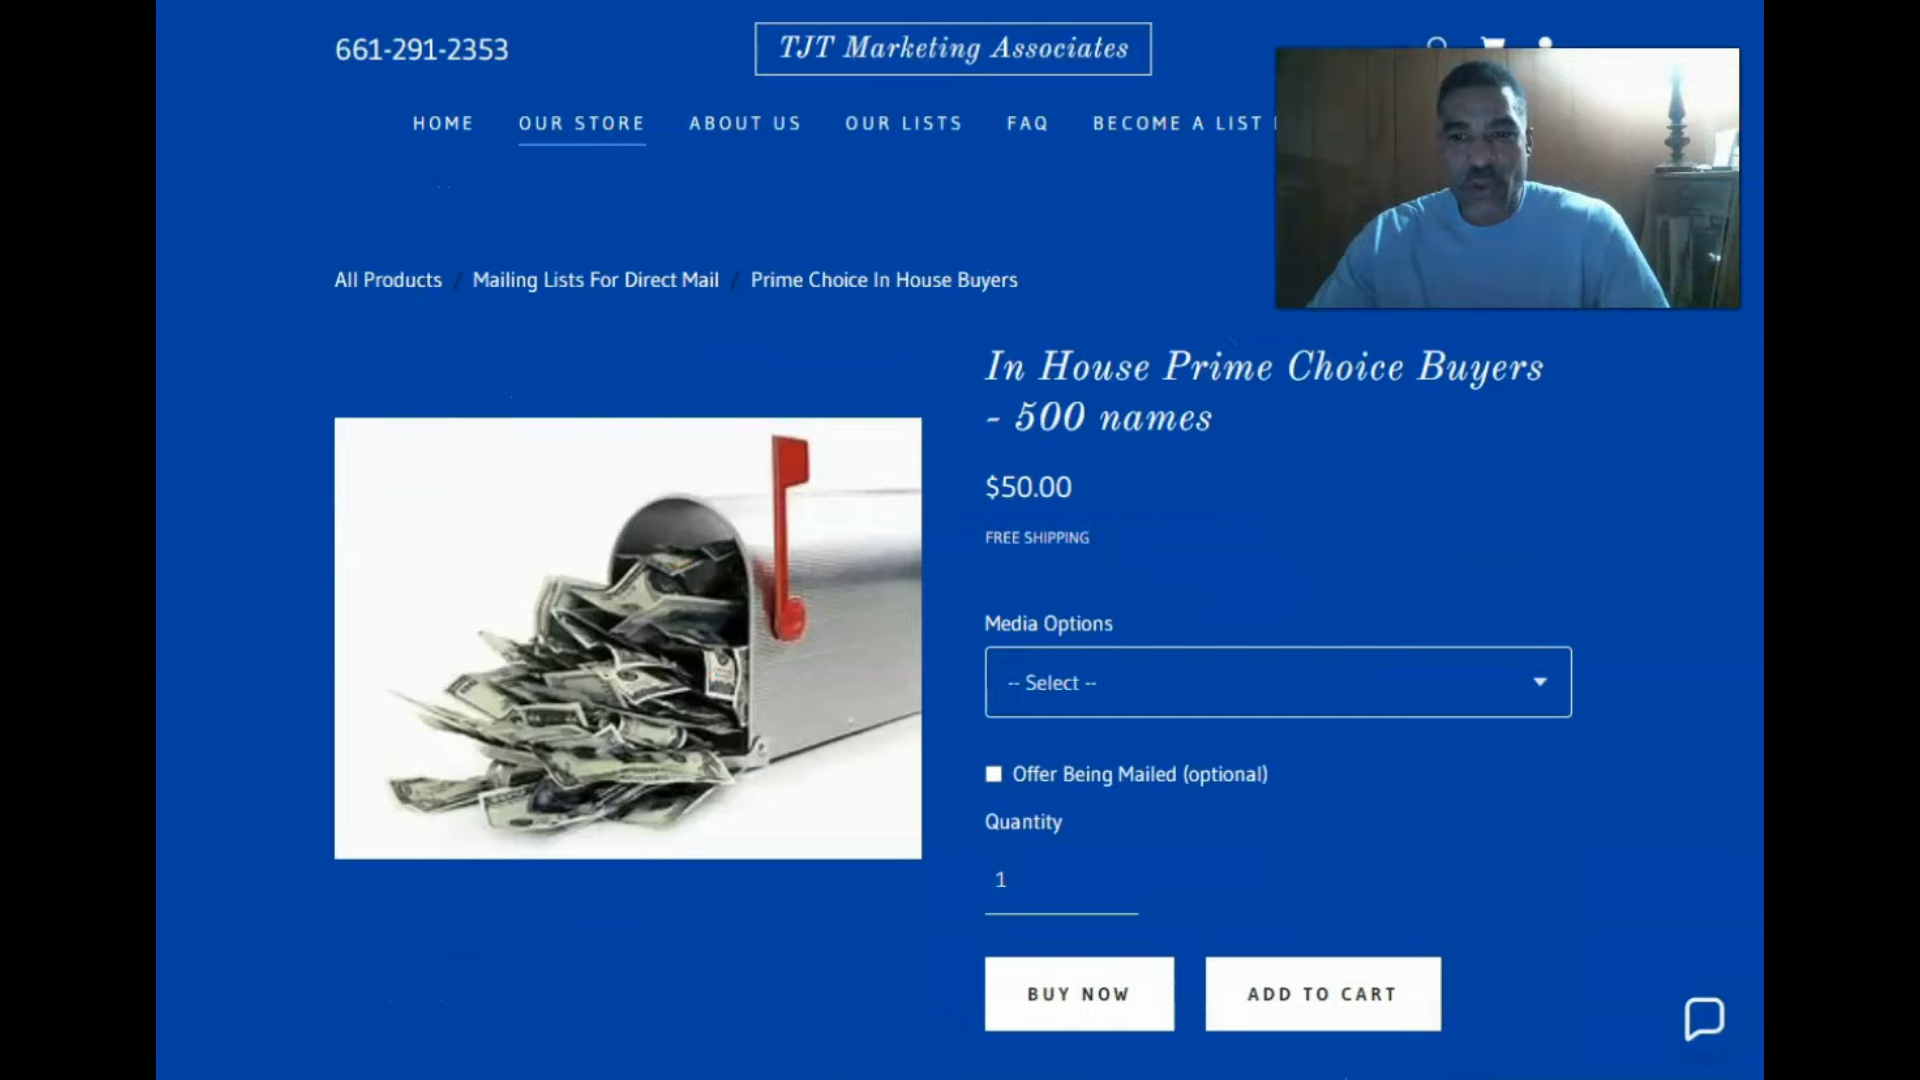 661-291-2353
TJT Marketing Associates
HOME OUR STORE ABOUT US OUR LISTS FAQ BECOME A LIST
All Products / Mailing Lists For Direct Mail / Prime Choice In House Buyers
In House Prime Choice Buyers
- 500 names
$50.00
FREE SHIPPING
Media Options
-- Select --
Offer Being Mailed (optional)
Quantity
1
BUY NOW ADD TO CART